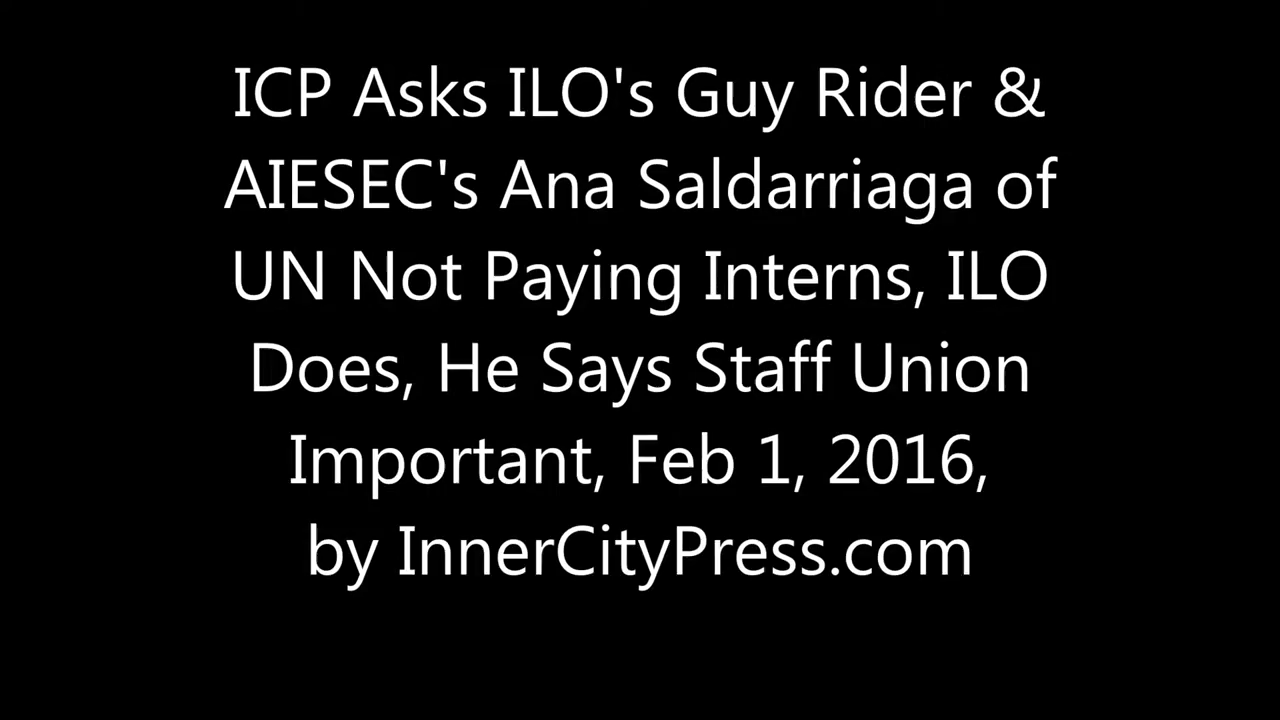 ICP Asks ILO's Guy Rider &
AIESEC's Ana Saldarriaga of
UN Not Paying Interns, ILO
Does, He Says Staff Union
Important, Feb 1, 2016,
by InnerCityPress.com